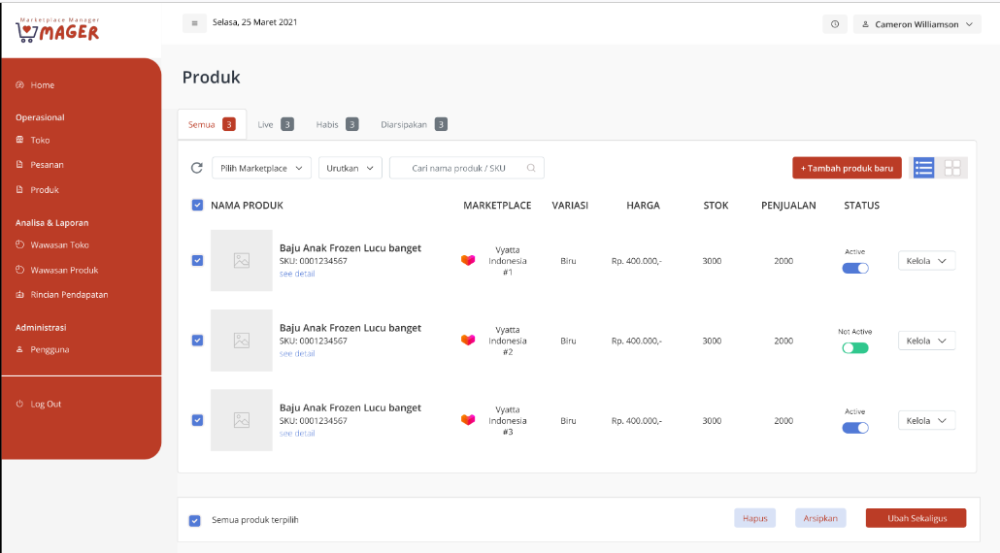 Marketplace Manager
MAGER
Selasa, 25 Maret 2021
Cameron Williamson
Home
Operasional
Toko
Pesanan
Produk
Analisa & Laporan
Wawasan Toko
Wawasan Produk
Rincian Pendapatan
Administrasi
Pengguna
Log Out
Produk
Semua 3 Live 3 Habis 3 Diarsipakan 3
Pilih Marketplace Urutkan Cari nama produk / SKU + Tambah produk baru
NAMA PRODUK MARKETPLACE VARIASI HARGA STOK PENJUALAN STATUS
Baju Anak Frozen Lucu banget
SKU: 0001234567
see detail
Vyatta
Indonesia
#1
Biru Rp. 400.000,- 3000 2000
Active
Kelola
Baju Anak Frozen Lucu banget
SKU: 0001234567
see detail
Vyatta
Indonesia
#2
Biru Rp. 400.000,- 3000 2000
Not Active
Kelola
Baju Anak Frozen Lucu banget
SKU: 0001234567
see detail
Vyatta
Indonesia
#3
Biru Rp. 400.000,- 3000 2000
Active
Kelola
Semua produk terpilih Hapus Arsipkan Ubah Sekaligus